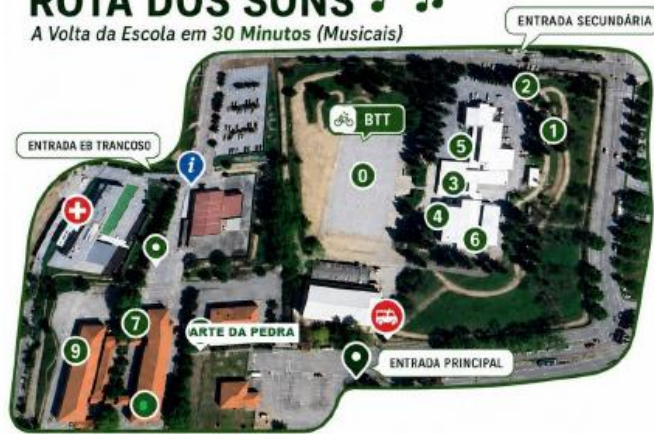 ROTA DOS SONS
A Volta da Escola em 30 Minutos (Musicais)
ENTRADA SECUNDÁRIA
2
BTT
1
ENTRADA EB TRANCOSO
5
i
0
3
4
6
7
ARTE DA PEDRA
9
ENTRADA PRINCIPAL
8